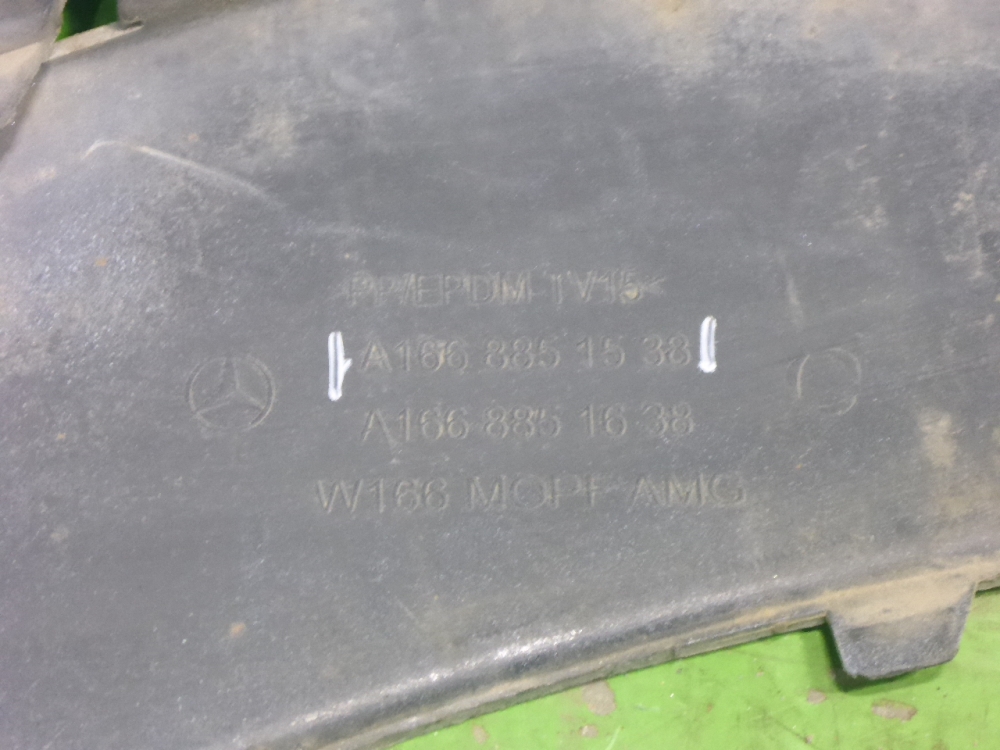 >PP/EPDM-TV15<
A166 885 15 38
A166 885 16 38
W166 MOPF AMG